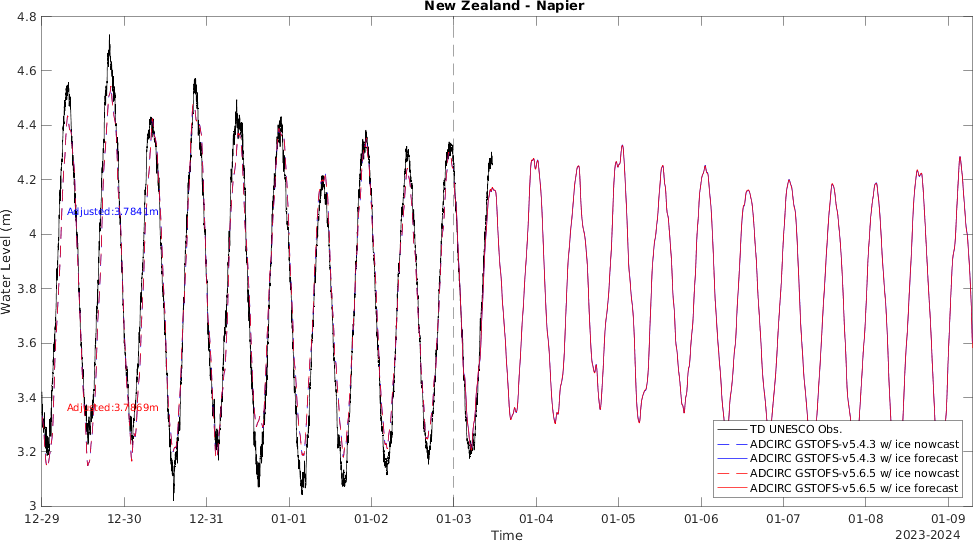 New Zealand - Napier
4.8
4.6
4.4
4.2
4
3.8
3.6
3.4
3.2
3
Water Level (m)
Adjusted:3.7841m
Adjusted:3.7869m
TD UNESCO Obs.
ADCIRC GSTOFS-v5.4.3 w/ ice nowcast
ADCIRC GSTOFS-v5.4.3 w/ ice forecast
ADCIRC GSTOFS-v5.6.5 w/ ice nowcast
ADCIRC GSTOFS-v5.6.5 w/ ice forecast
12-29 12-30 12-31 01-01 01-02 01-03 01-04 01-05 01-06 01-07 01-08 01-09
Time
2023-2024